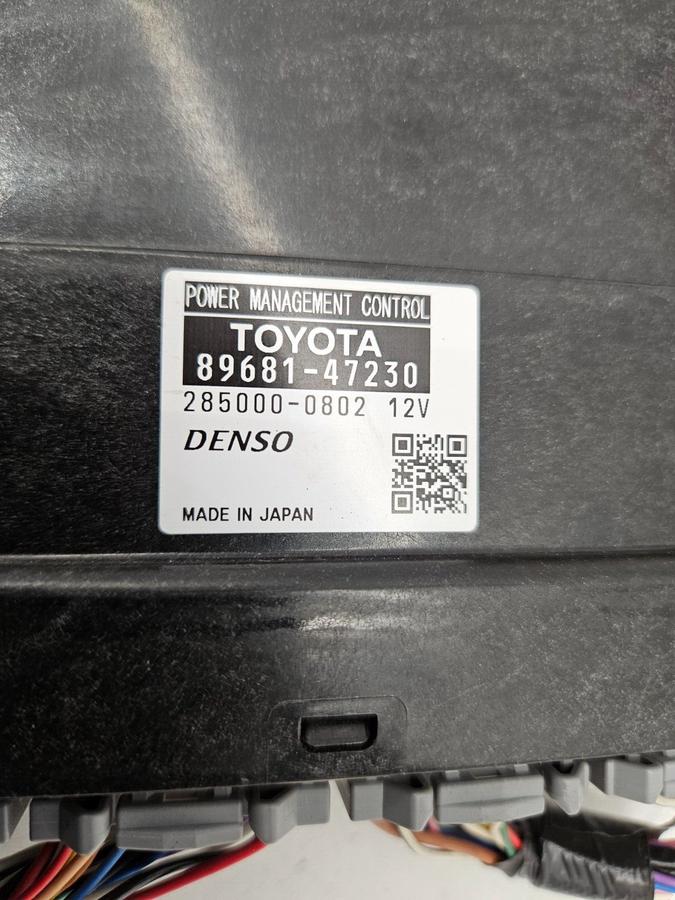 POWER MANAGEMENT CONTROL
TOYOTA
89681-47230
285000-0802 12V
DENSO
MADE IN JAPAN